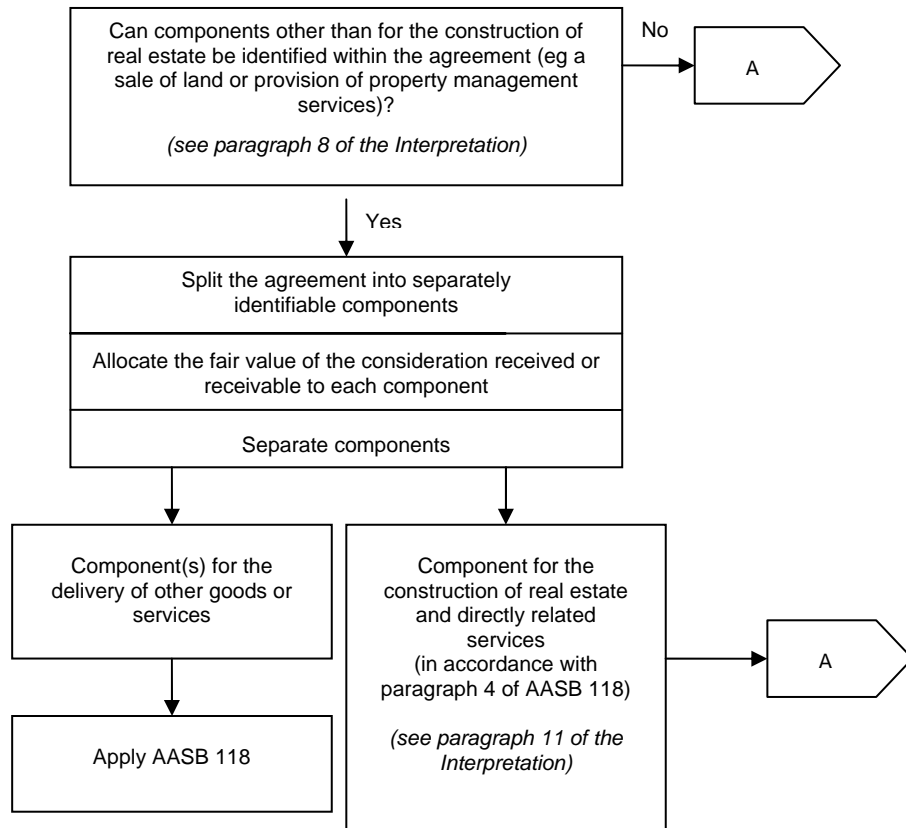 Can components other than for the construction of
real estate be identified within the agreement (eg a
sale of land or provision of property management
services)?
(see paragraph 8 of the Interpretation)
No
A
Yes
Split the agreement into separately
identifiable components
Allocate the fair value of the consideration received or
receivable to each component
Separate components
Component(s) for the
delivery of other goods or
services
Apply AASB 118
Component for the
construction of real estate
and directly related
services
(in accordance with
paragraph 4 of AASB 118)
(see paragraph 11 of the
Interpretation)
A